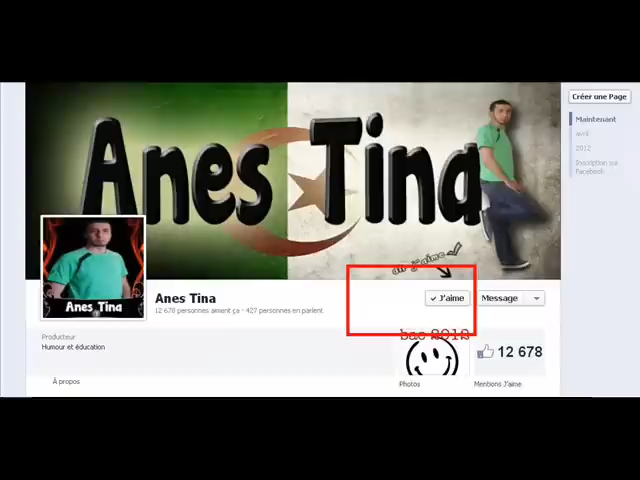 Créer une Page
Anes Tina
Maintenant
avril
2012
Inscription sur
Facebook
un j'aime
Anes Tina
Anes Tina
✓ J'aime
Message
12 678 personnes aiment ça · 427 personnes en parlent
Producteur
Humour et éducation
bac 2012
12 678
À propos
Photos
Mentions J'aime